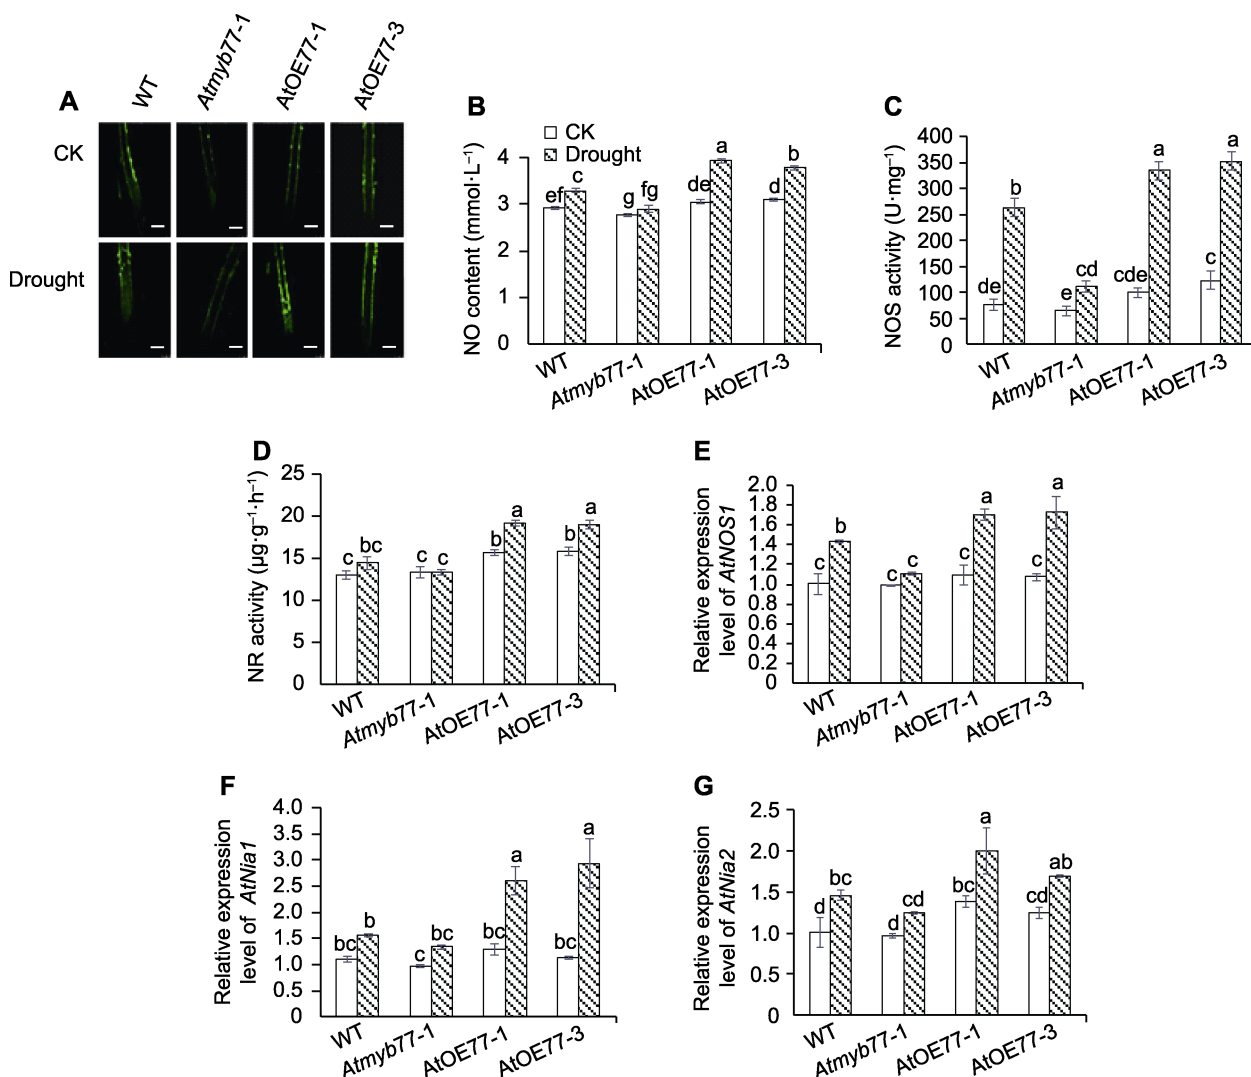 A
WT
Atmyb77-1
AtOE77-1
AtOE77-3
CK
Drought
B
CK
Drought
NO content (mmol·L⁻¹)
4
3
2
1
0
ef
c
g
fg
de
a
d
b
WT
Atmyb77-1
AtOE77-1
AtOE77-3
C
NOS activity (U·mg⁻¹)
400
350
300
250
200
150
100
50
0
de
b
e
cd
cde
a
c
a
WT
Atmyb77-1
AtOE77-1
AtOE77-3
D
NR activity (µg·g⁻¹·h⁻¹)
25
20
15
10
5
0
c
bc
c
c
b
a
b
a
WT
Atmyb77-1
AtOE77-1
AtOE77-3
E
Relative expression
level of AtNOS1
2.0
1.8
1.6
1.4
1.2
1.0
0.8
0.6
0.4
0.2
0
c
b
c
c
c
a
c
a
WT
Atmyb77-1
AtOE77-1
AtOE77-3
F
Relative expression
level of AtNia1
4.0
3.5
3.0
2.5
2.0
1.5
1.0
0.5
0
bc
b
c
bc
bc
a
bc
a
WT
Atmyb77-1
AtOE77-1
AtOE77-3
G
Relative expression
level of AtNia2
2.5
2.0
1.5
1.0
0.5
0
d
bc
d
cd
bc
a
cd
ab
WT
Atmyb77-1
AtOE77-1
AtOE77-3